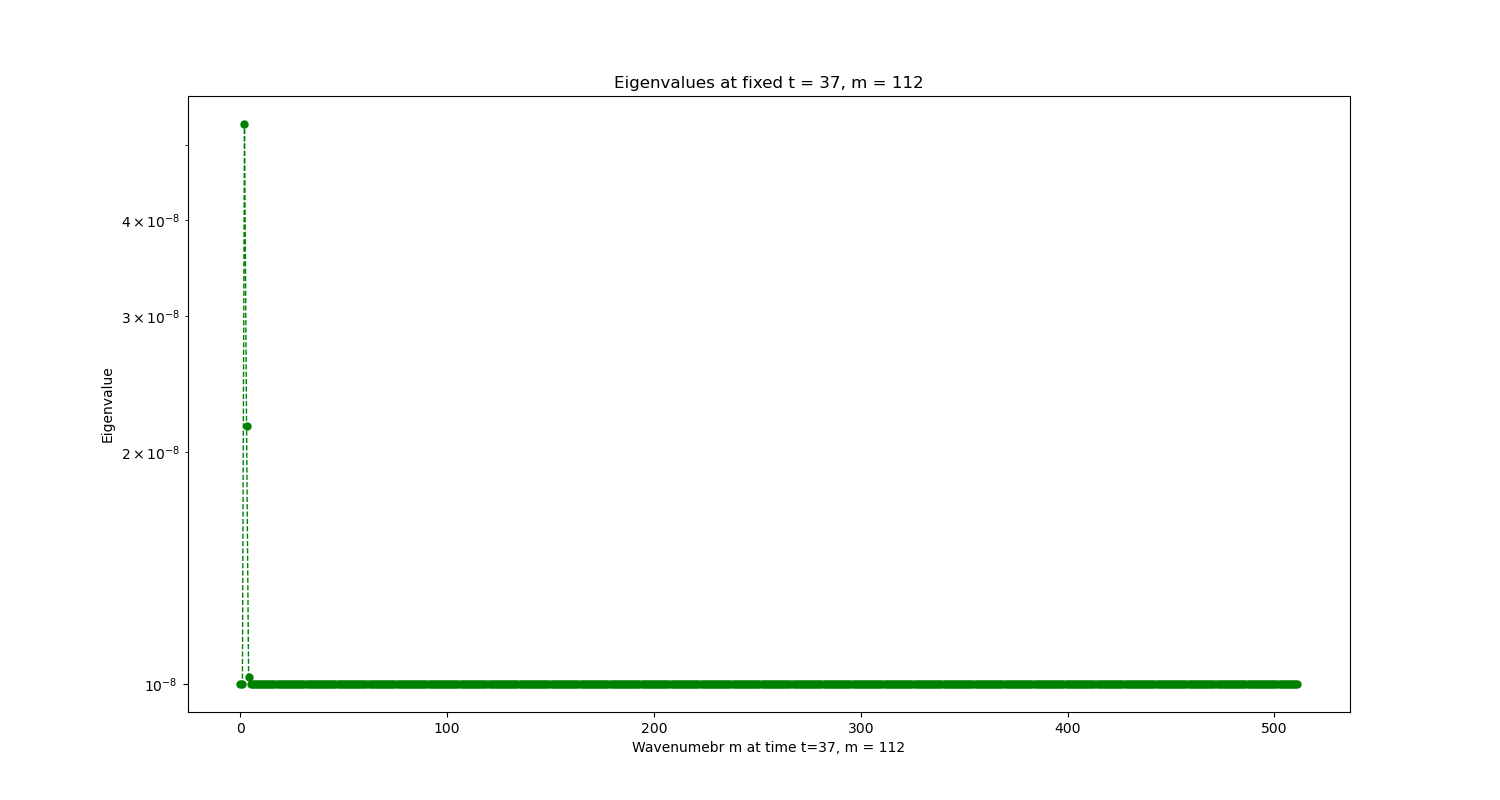 Eigenvalues at fixed t = 37, m = 112
4 × 10⁻⁸
3 × 10⁻⁸
Eigenvalue
2 × 10⁻⁸
10⁻⁸
0 100 200 300 400 500
Wavenumebr m at time t=37, m = 112